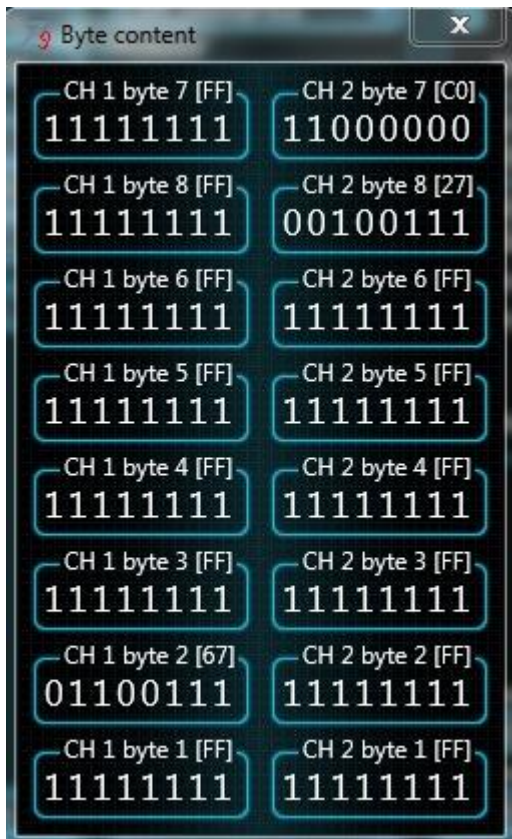 Byte content
x
CH 1 byte 7 [FF] CH 2 byte 7 [C0]
11111111 11000000
CH 1 byte 8 [FF] CH 2 byte 8 [27]
11111111 00100111
CH 1 byte 6 [FF] CH 2 byte 6 [FF]
11111111 11111111
CH 1 byte 5 [FF] CH 2 byte 5 [FF]
11111111 11111111
CH 1 byte 4 [FF] CH 2 byte 4 [FF]
11111111 11111111
CH 1 byte 3 [FF] CH 2 byte 3 [FF]
11111111 11111111
CH 1 byte 2 [67] CH 2 byte 2 [FF]
01100111 11111111
CH 1 byte 1 [FF] CH 2 byte 1 [FF]
11111111 11111111